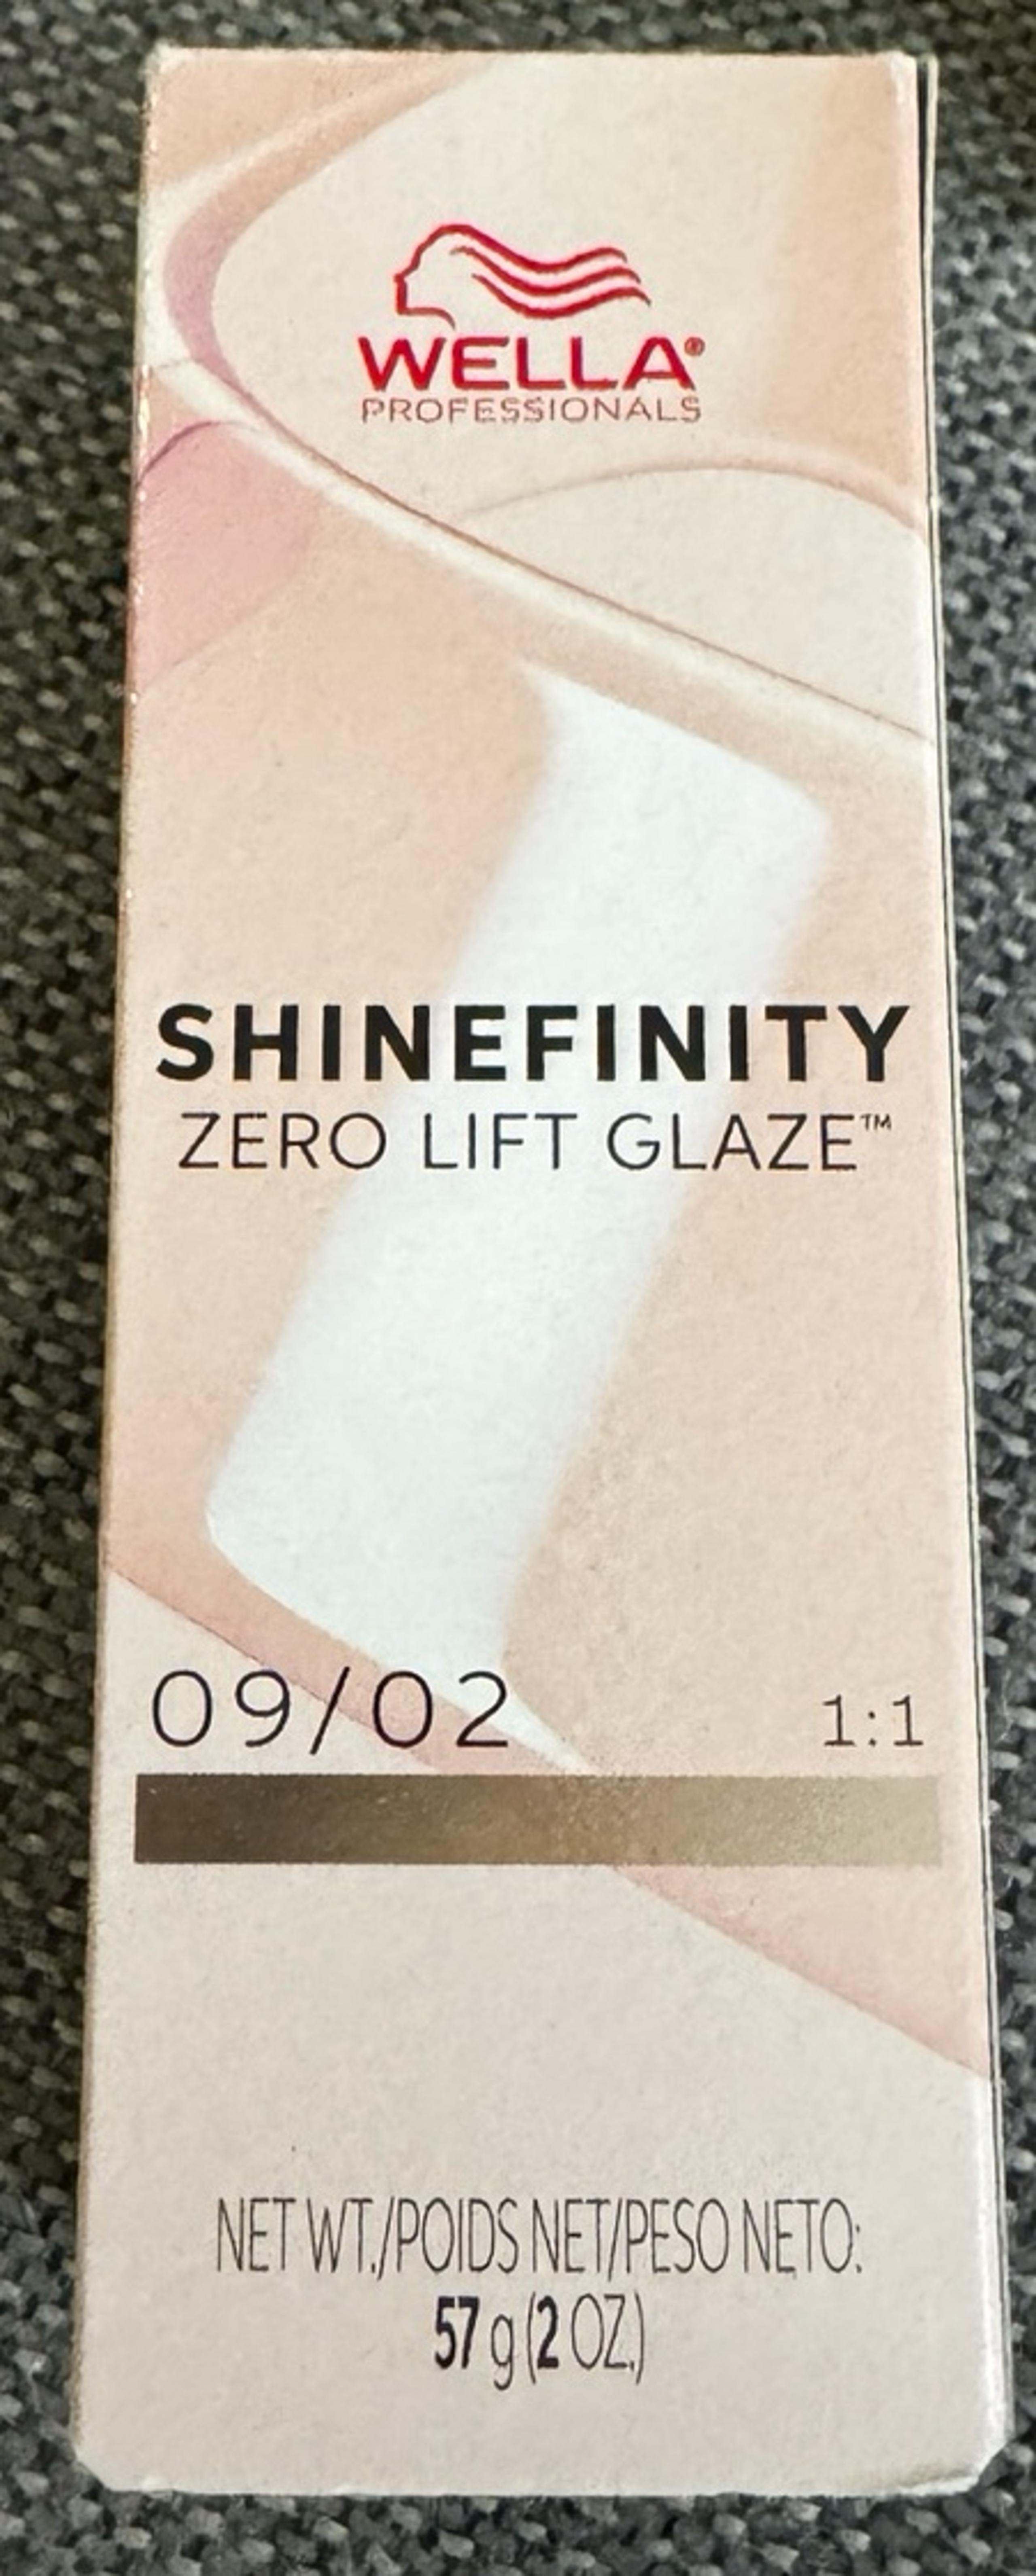 WELLA®
PROFESSIONALS
SHINEFINITY
ZERO LIFT GLAZE™
09/02 1:1
NET WT./POIDS NET/PESO NETO:
57 g (2 OZ.)